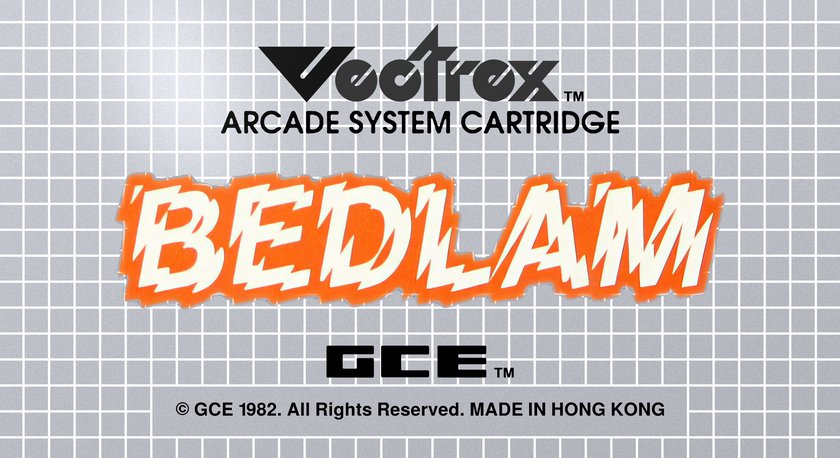 Vectrex™
ARCADE SYSTEM CARTRIDGE
BEDLAM
GCE™
© GCE 1982. All Rights Reserved. MADE IN HONG KONG